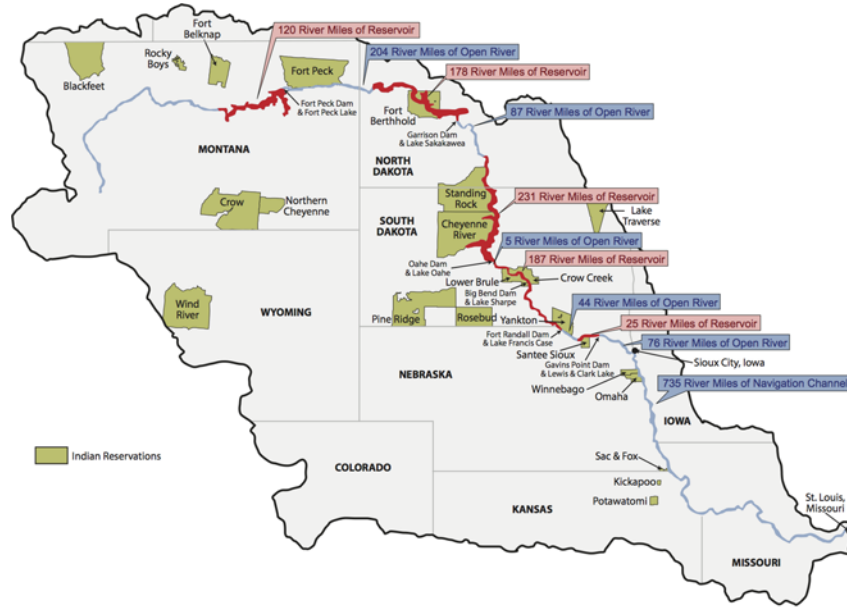 120 River Miles of Reservoir
Fort
Belknap
204 River Miles of Open River
Rocky
Boys
Fort Peck
178 River Miles of Reservoir
Blackfeet
Fort Peck Dam
& Fort Peck Lake
Fort
Berthhold
87 River Miles of Open River
Garrison Dam
& Lake Sakakawea
MONTANA
NORTH
DAKOTA
Standing
Rock
231 River Miles of Reservoir
Crow
Northern
Cheyenne
Lake
Traverse
SOUTH
DAKOTA
Cheyenne
River
5 River Miles of Open River
Oahe Dam
& Lake Oahe
187 River Miles of Reservoir
Lower Brule
Crow Creek
Big Bend Dam
& Lake Sharpe
Wind
River
WYOMING
44 River Miles of Open River
Pine Ridge
Rosebud
Yankton
25 River Miles of Reservoir
Fort Randall Dam
& Lake Francis Case
76 River Miles of Open River
Santee Sioux
Gavins Point Dam
& Lewis & Clark Lake
Sioux City, Iowa
NEBRASKA
Winnebago
735 River Miles of Navigation Channel
Omaha
IOWA
Indian Reservations
Sac & Fox
COLORADO
Kickapoo
Potawatomi
KANSAS
St. Louis,
Missouri
MISSOURI